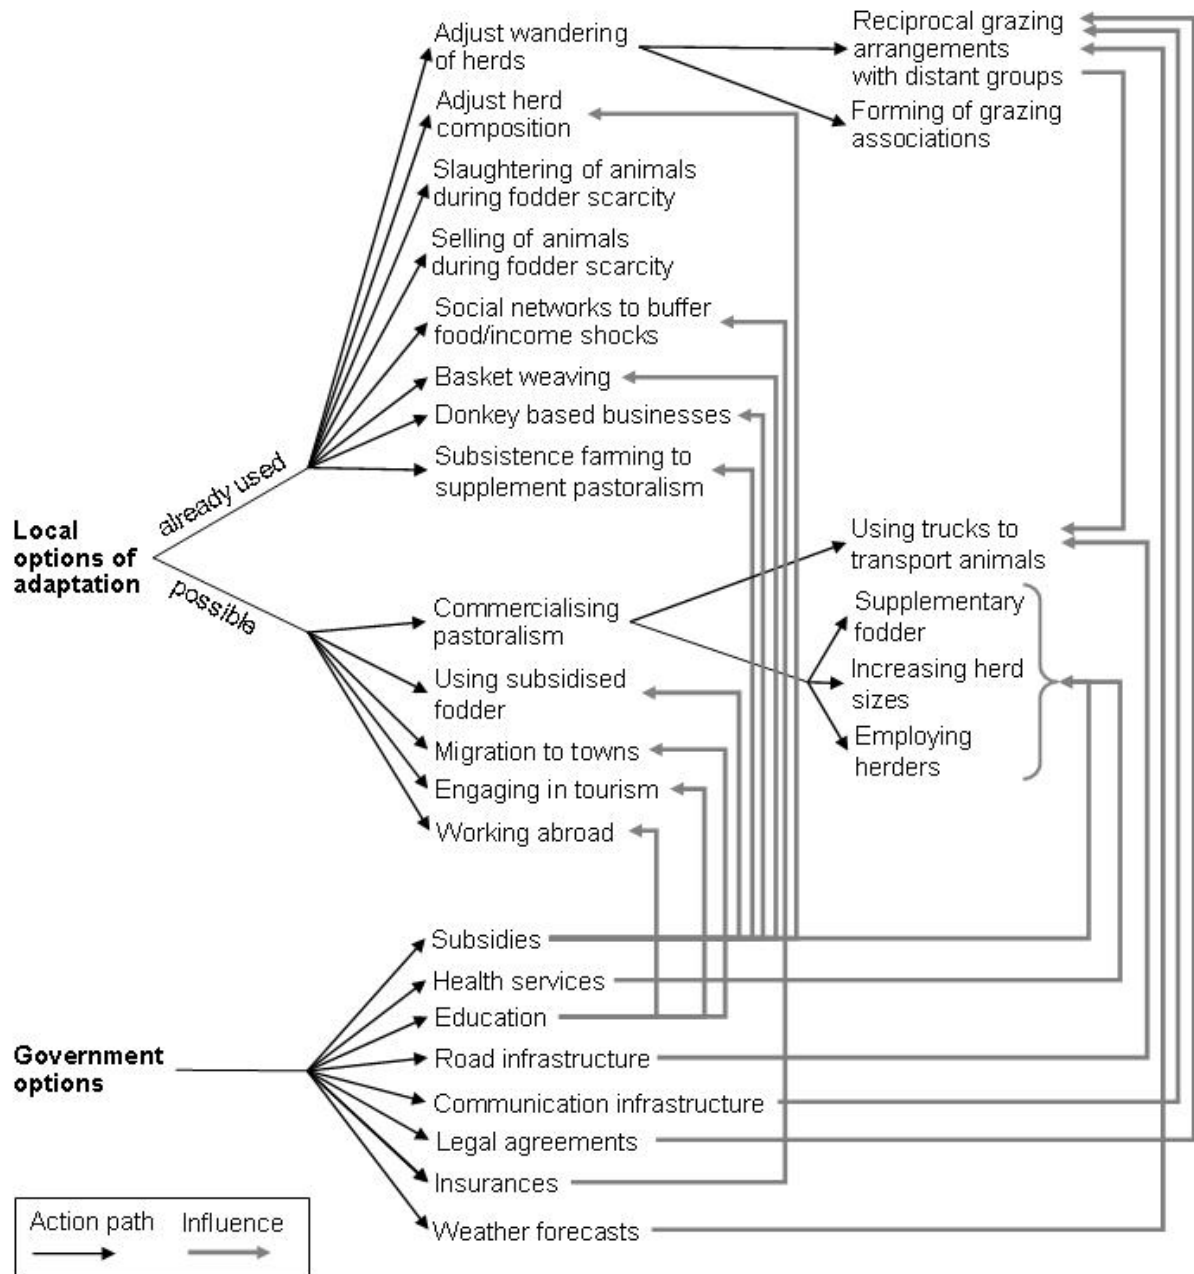 Adjust wandering
of herds
Adjust herd
composition
Slaughtering of animals
during fodder scarcity
Selling of animals
during fodder scarcity
Social networks to buffer
food/income shocks
Basket weaving
Donkey based businesses
Subsistence farming to
supplement pastoralism
Reciprocal grazing
arrangements
with distant groups
Forming of grazing
associations
already used
Local
options of
adaptation
possible
Commercialising
pastoralism
Using subsidised
fodder
Migration to towns
Engaging in tourism
Working abroad
Using trucks to
transport animals
Supplementary
fodder
Increasing herd
sizes
Employing
herders
Government
options
Subsidies
Health services
Education
Road infrastructure
Communication infrastructure
Legal agreements
Insurances
Weather forecasts
Action path
Influence